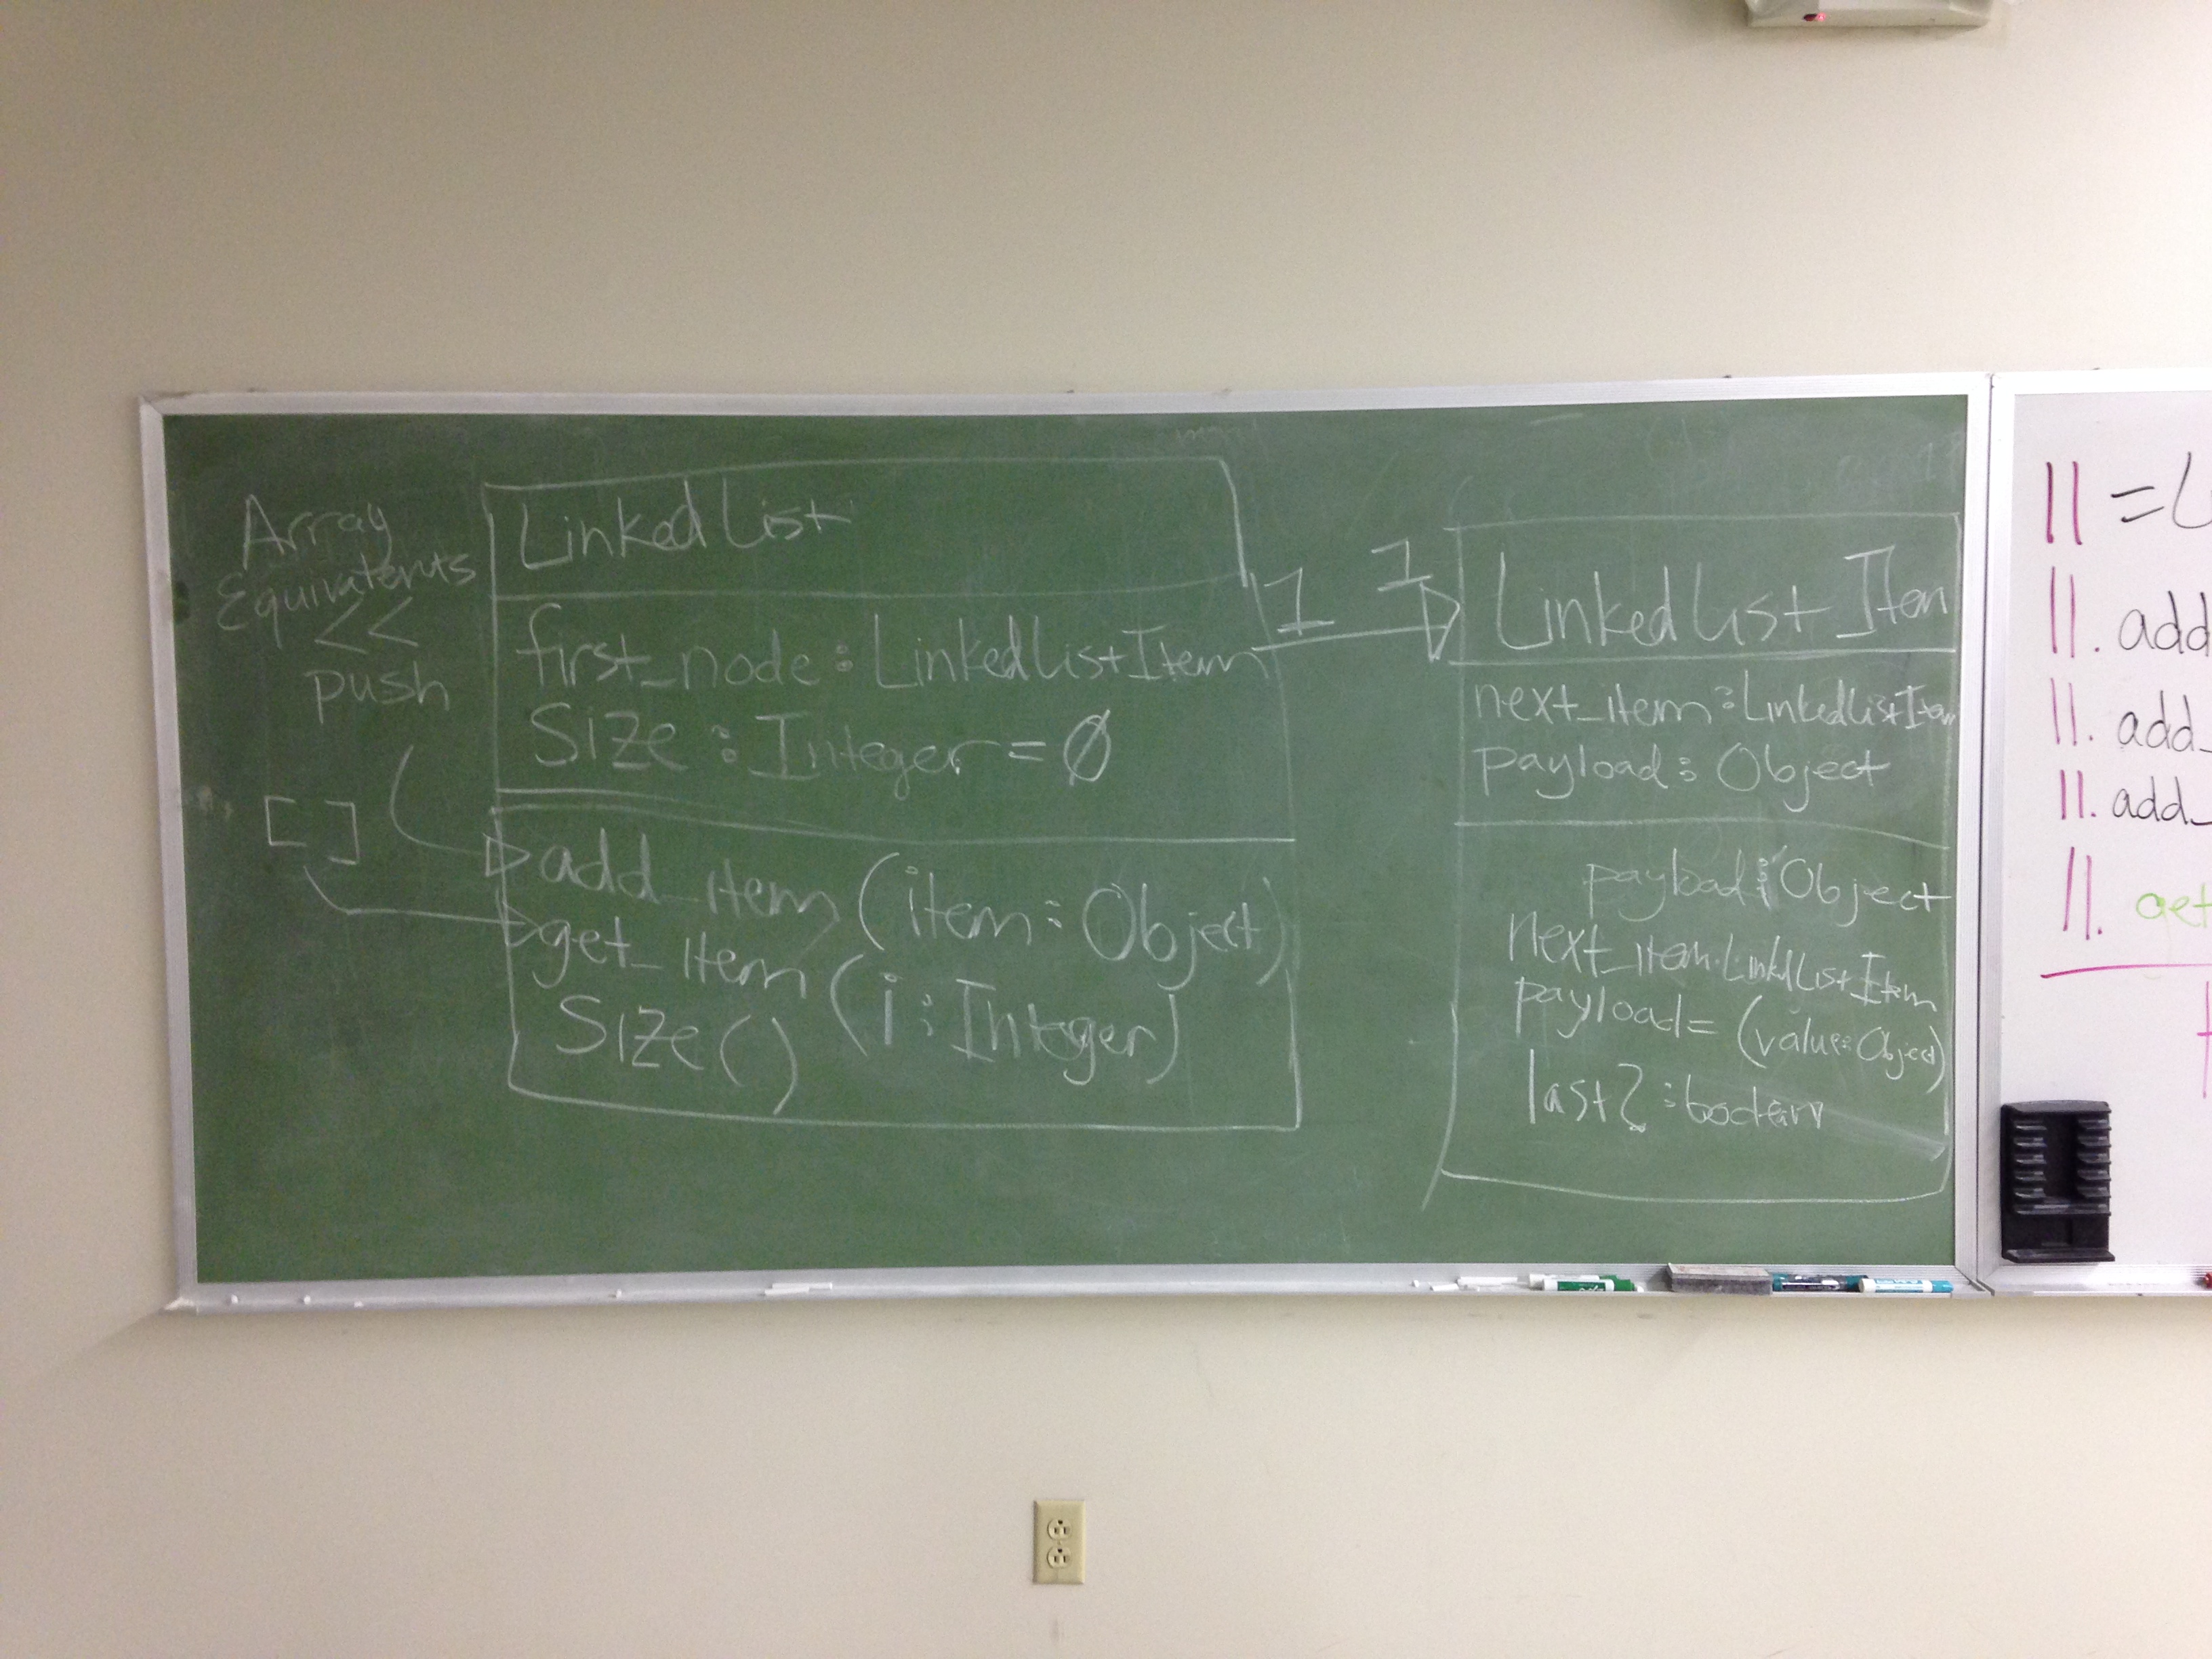 Array
Equivalents
<<
push
[ ]
LinkedList
first_node : LinkedListItem
Size : Integer = Ø
add_item (item : Object)
get_item (i : Integer)
Size()
1 1
LinkedList Item
next_item : LinkedListItem
payload : Object
payload : Object
next_item : LinkedListItem
payload= (value : Object)
last? : boolean
ll = L
ll. add
ll. add_
ll. add_
ll. get